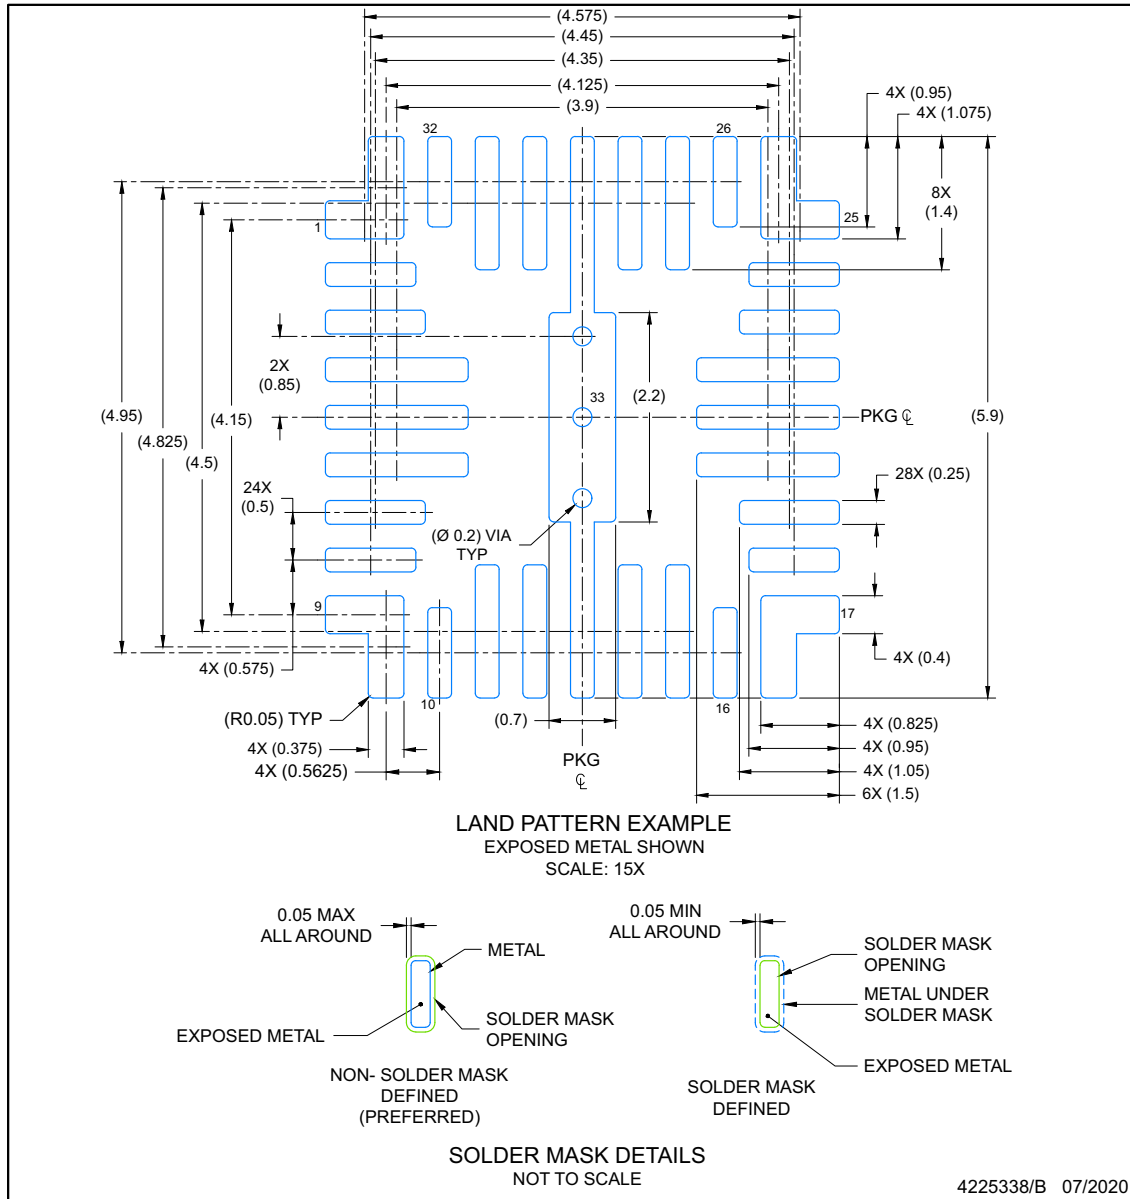 (4.575)
(4.45)
(4.35)
(4.125)
(3.9)
4X (0.95)
4X (1.075)
32
26
8X
(1.4)
1
25
2X
(0.85)
(4.95)
(4.825)
(4.5)
(4.15)
33
(2.2)
PKG ℄
(5.9)
24X
(0.5)
28X (0.25)
(Ø 0.2) VIA
TYP
9
17
4X (0.575)
4X (0.4)
(R0.05) TYP
10
16
(0.7)
4X (0.375)
4X (0.5625)
PKG
℄
4X (0.825)
4X (0.95)
4X (1.05)
6X (1.5)
LAND PATTERN EXAMPLE
EXPOSED METAL SHOWN
SCALE: 15X
0.05 MAX
ALL AROUND
METAL
EXPOSED METAL
SOLDER MASK
OPENING
NON- SOLDER MASK
DEFINED
(PREFERRED)
0.05 MIN
ALL AROUND
SOLDER MASK
OPENING
METAL UNDER
SOLDER MASK
EXPOSED METAL
SOLDER MASK
DEFINED
SOLDER MASK DETAILS
NOT TO SCALE
4225338/B 07/2020